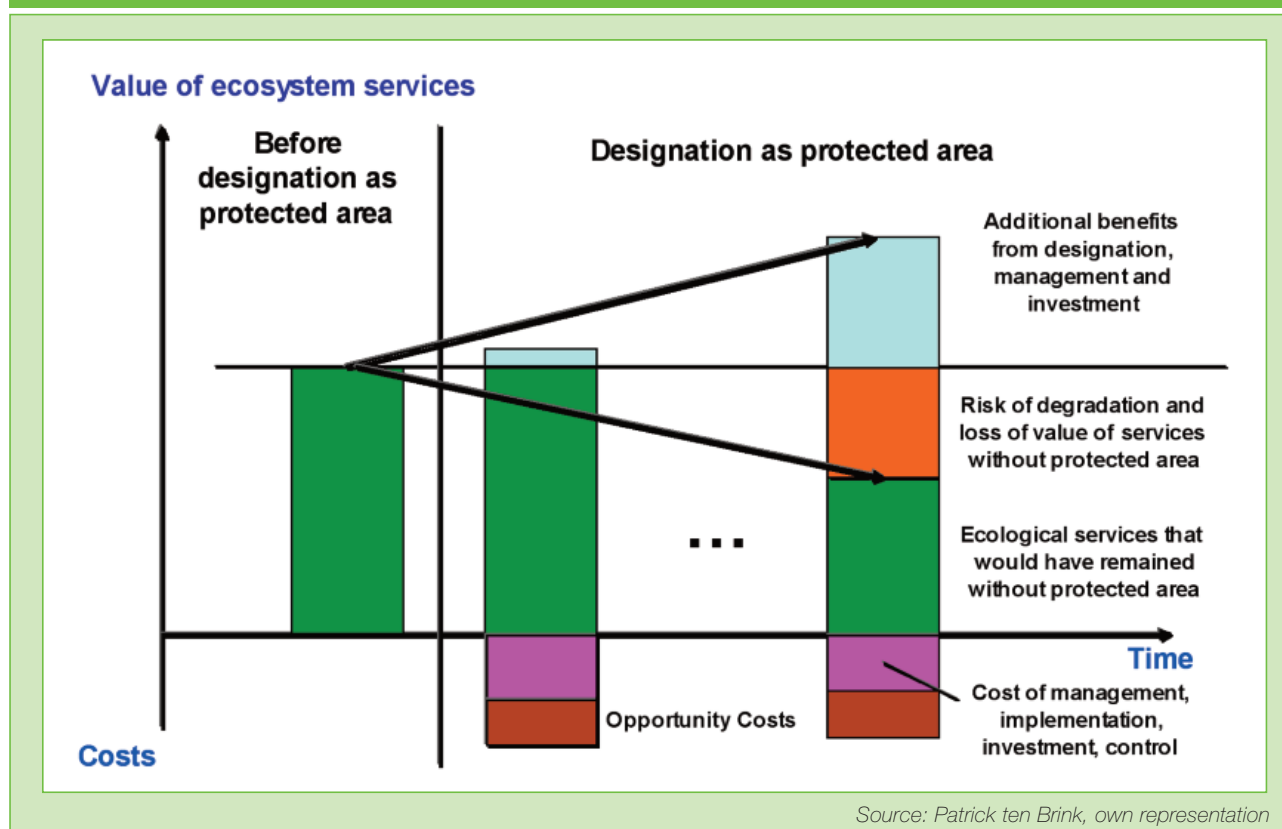 Value of ecosystem services
Before
designation as
protected area
Designation as protected area
Additional benefits
from designation,
management and
investment
Risk of degradation and
loss of value of services
without protected area
Ecological services that
would have remained
without protected area
...
Time
Opportunity Costs
Cost of management,
implementation,
investment, control
Costs
Source: Patrick ten Brink, own representation